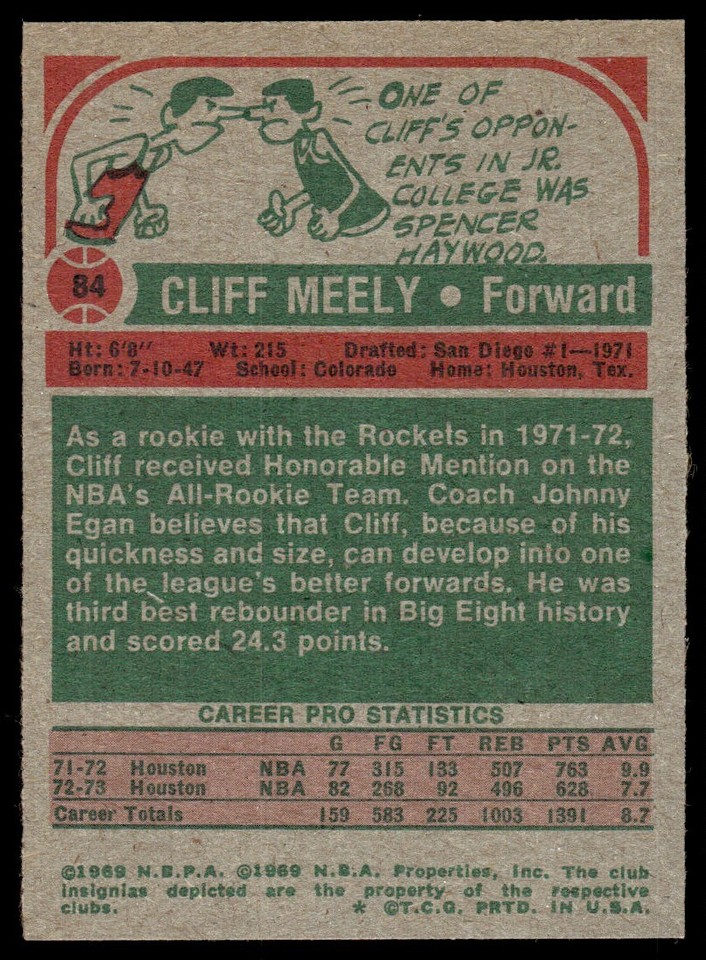 ONE OF
CLIFF'S OPPON-
ENTS IN JR.
COLLEGE WAS
SPENCER
HAYWOOD.
84
CLIFF MEELY • Forward
Ht: 6'8" Wt: 215 Drafted: San Diego #1—1971
Born: 7-10-47 School: Colorado Home: Houston, Tex.
As a rookie with the Rockets in 1971-72,
Cliff received Honorable Mention on the
NBA's All-Rookie Team. Coach Johnny
Egan believes that Cliff, because of his
quickness and size, can develop into one
of the league's better forwards. He was
third best rebounder in Big Eight history
and scored 24.3 points.
CAREER PRO STATISTICS
G FG FT REB PTS AVG
71-72 Houston NBA 77 315 133 507 763 9.9
72-73 Houston NBA 82 268 92 496 628 7.7
Career Totals 159 583 225 1003 1391 8.7
©1969 N.B.P.A. ©1969 N.B.A. Properties, Inc. The club
insignias depicted are the property of the respective
clubs. * ©T.C.G. PRTD. IN U.S.A.